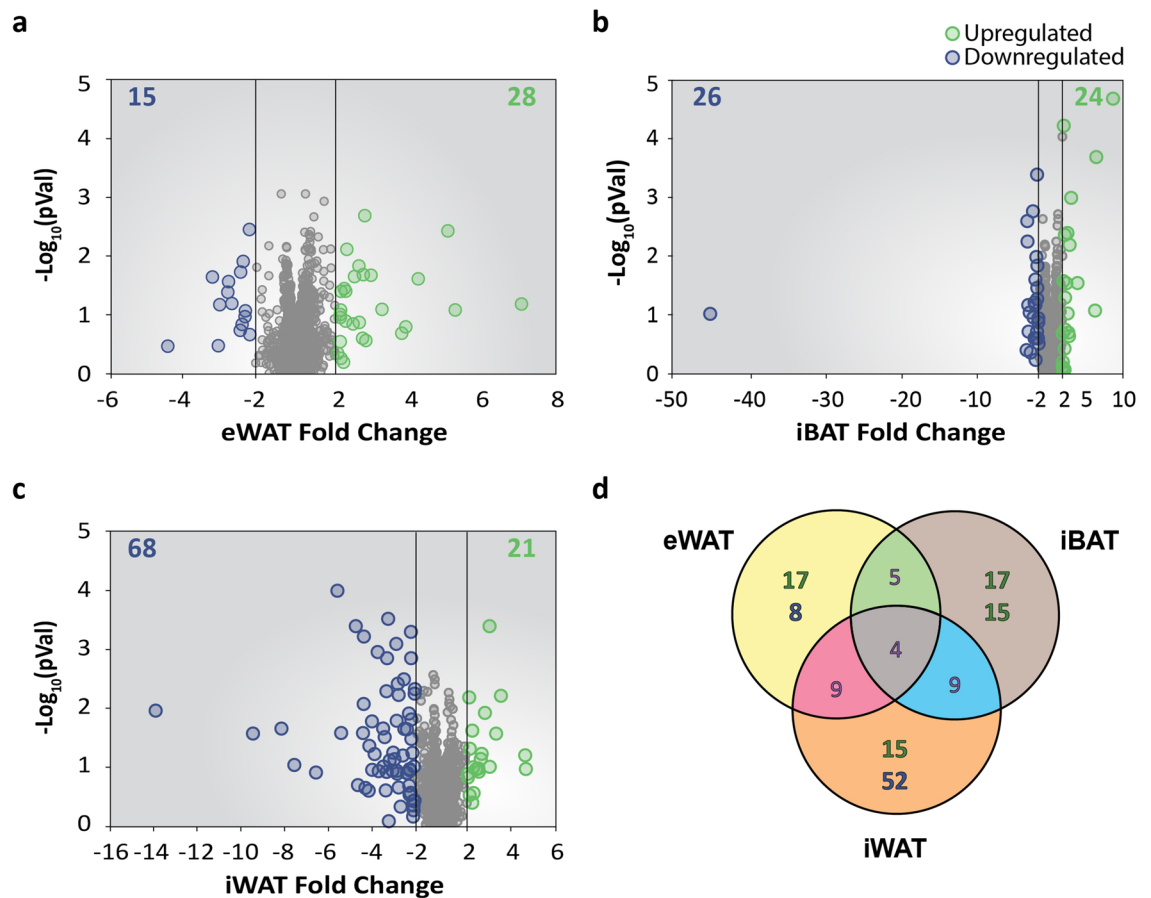 a
15
28
5
4
3
2
1
0
-Log10(pVal)
-6 -4 -2 2 4 6 8
eWAT Fold Change
b
Upregulated
Downregulated
26
24
5
4
3
2
1
0
-Log10(pVal)
-50 -40 -30 -20 -10 -2 2 5 10
iBAT Fold Change
c
68
21
5
4
3
2
1
0
-Log10(pVal)
-16 -14 -12 -10 -8 -6 -4 -2 2 4 6
iWAT Fold Change
d
eWAT
iBAT
17
8
5
17
15
4
9
9
15
52
iWAT